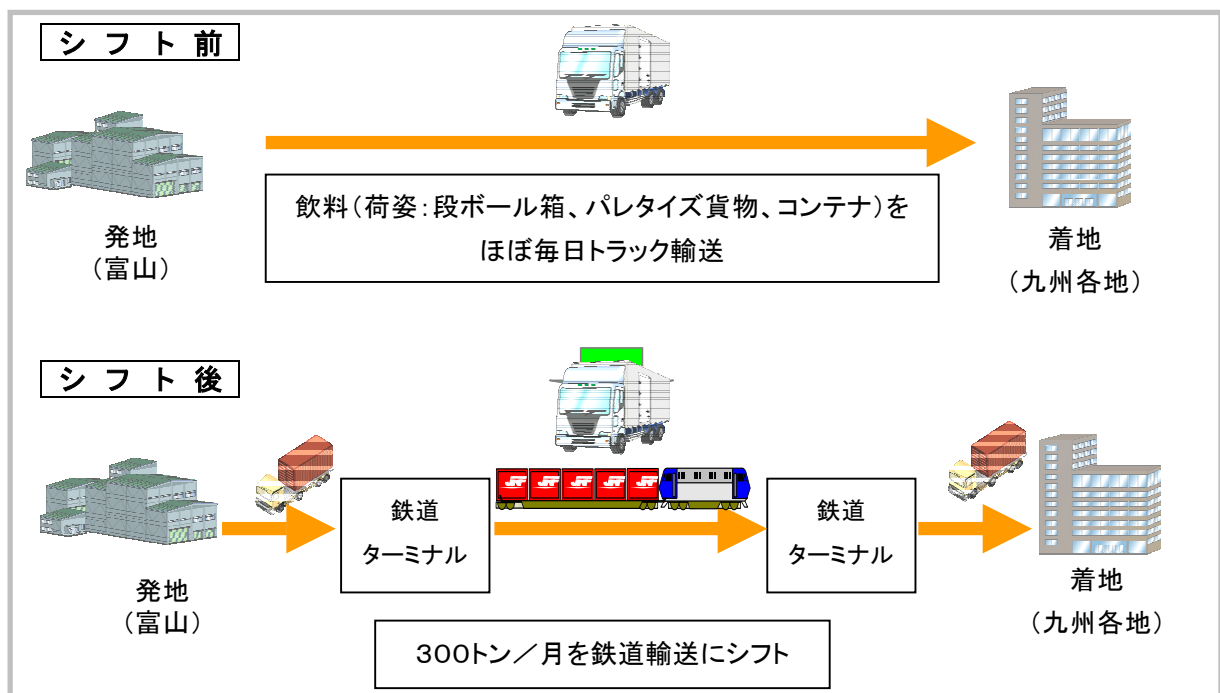 シフト前
飲料（荷姿：段ボール箱、パレタイズ貨物、コンテナ）を
ほぼ毎日トラック輸送
発地
（富山）
着地
（九州各地）
シフト後
鉄道
ターミナル
鉄道
ターミナル
発地
（富山）
着地
（九州各地）
３００トン／月を鉄道輸送にシフト